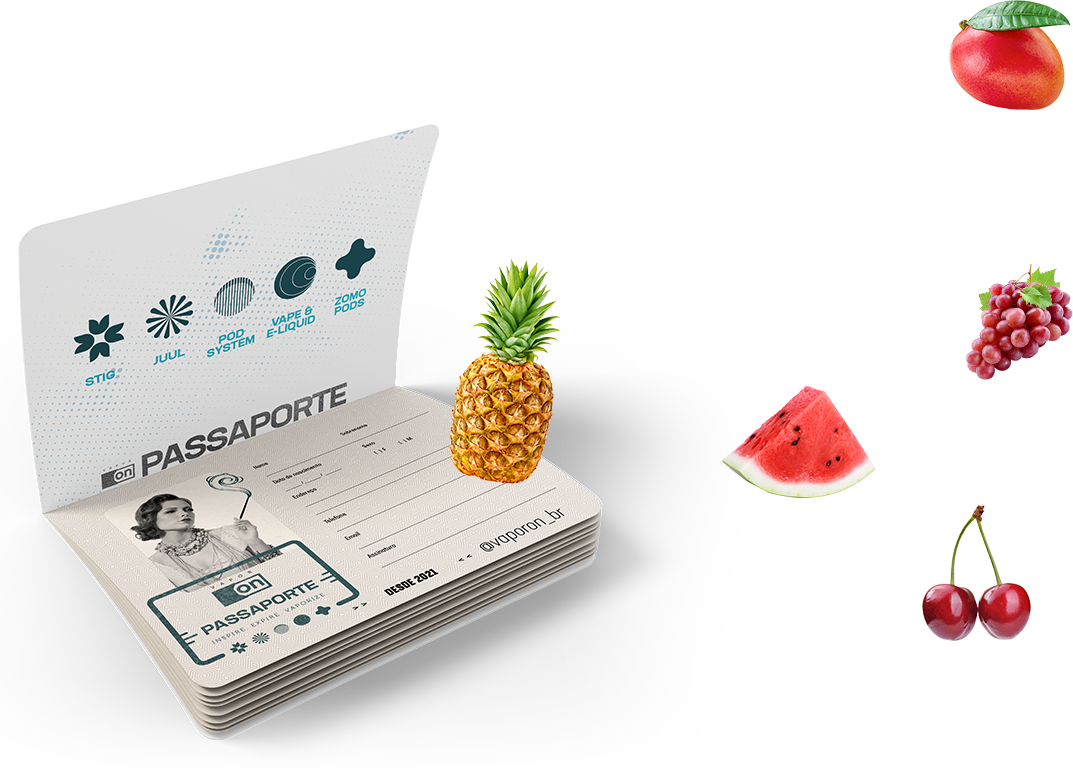 STIG
JUUL
POD
SYSTEM
VAPE &
E-LIQUID
ZOMO
PODS
on
PASSAPORTE
Nome
Sobrenome
Data de nascimento
Sexo
( ) F
( ) M
Endereço
Telefone
Email
Assinatura
@vaporon_br
>> DESDE 2021 <<
VAPOR
on
PASSAPORTE
INSPIRE EXPIRE VAPORIZE